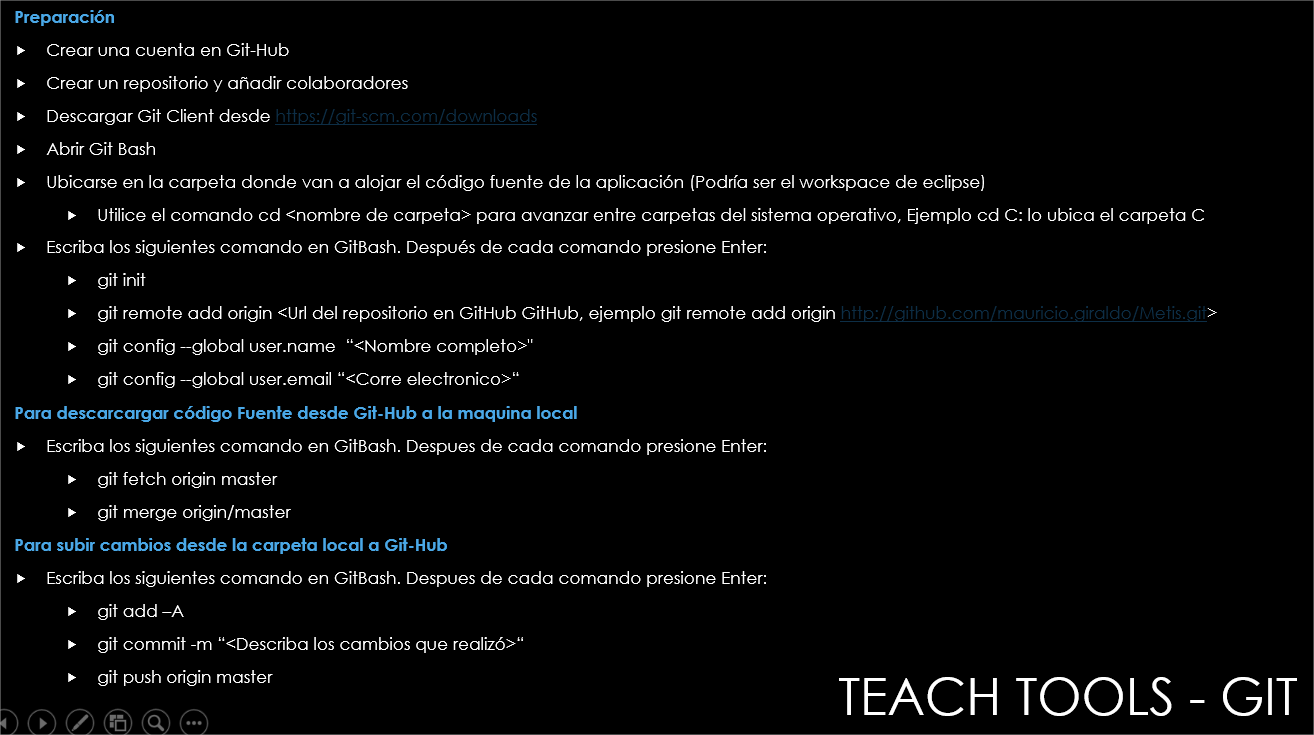 Preparación
Crear una cuenta en Git-Hub
Crear un repositorio y añadir colaboradores
Descargar Git Client desde https://git-scm.com/downloads
Abrir Git Bash
Ubicarse en la carpeta donde van a alojar el código fuente de la aplicación (Podría ser el workspace de eclipse)
Utilice el comando cd <nombre de carpeta> para avanzar entre carpetas del sistema operativo, Ejemplo cd C: lo ubica el carpeta C
Escriba los siguientes comando en GitBash. Después de cada comando presione Enter:
git init
git remote add origin <Url del repositorio en GitHub GitHub, ejemplo git remote add origin http://github.com/mauricio.giraldo/Metis.git>
git config --global user.name  “<Nombre completo>"
git config --global user.email “<Corre electronico>“
Para descarcargar código Fuente desde Git-Hub a la maquina local
Escriba los siguientes comando en GitBash. Despues de cada comando presione Enter:
git fetch origin master
git merge origin/master
Para subir cambios desde la carpeta local a Git-Hub
Escriba los siguientes comando en GitBash. Despues de cada comando presione Enter:
git add –A
git commit -m “<Describa los cambios que realizó>“
git push origin master
TEACH TOOLS - GIT